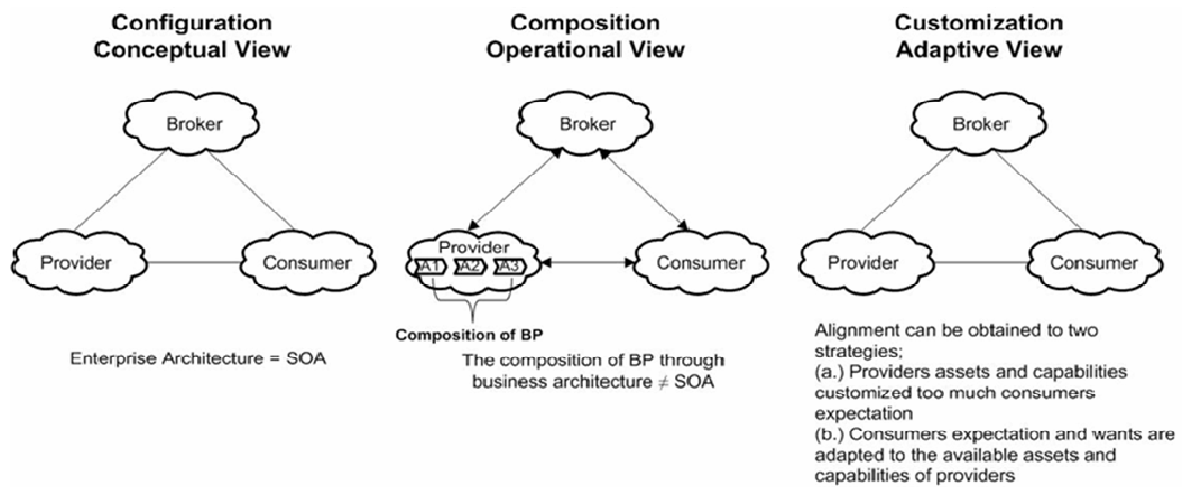 Configuration
Conceptual View
Broker
Provider
Consumer
Enterprise Architecture = SOA
Composition
Operational View
Broker
Provider
A1 A2 A3
Consumer
Composition of BP
The composition of BP through
business architecture ≠ SOA
Customization
Adaptive View
Broker
Provider
Consumer
Alignment can be obtained to two
strategies;
(a.) Providers assets and capabilities
customized too much consumers
expectation
(b.) Consumers expectation and wants are
adapted to the available assets and
capabilities of providers